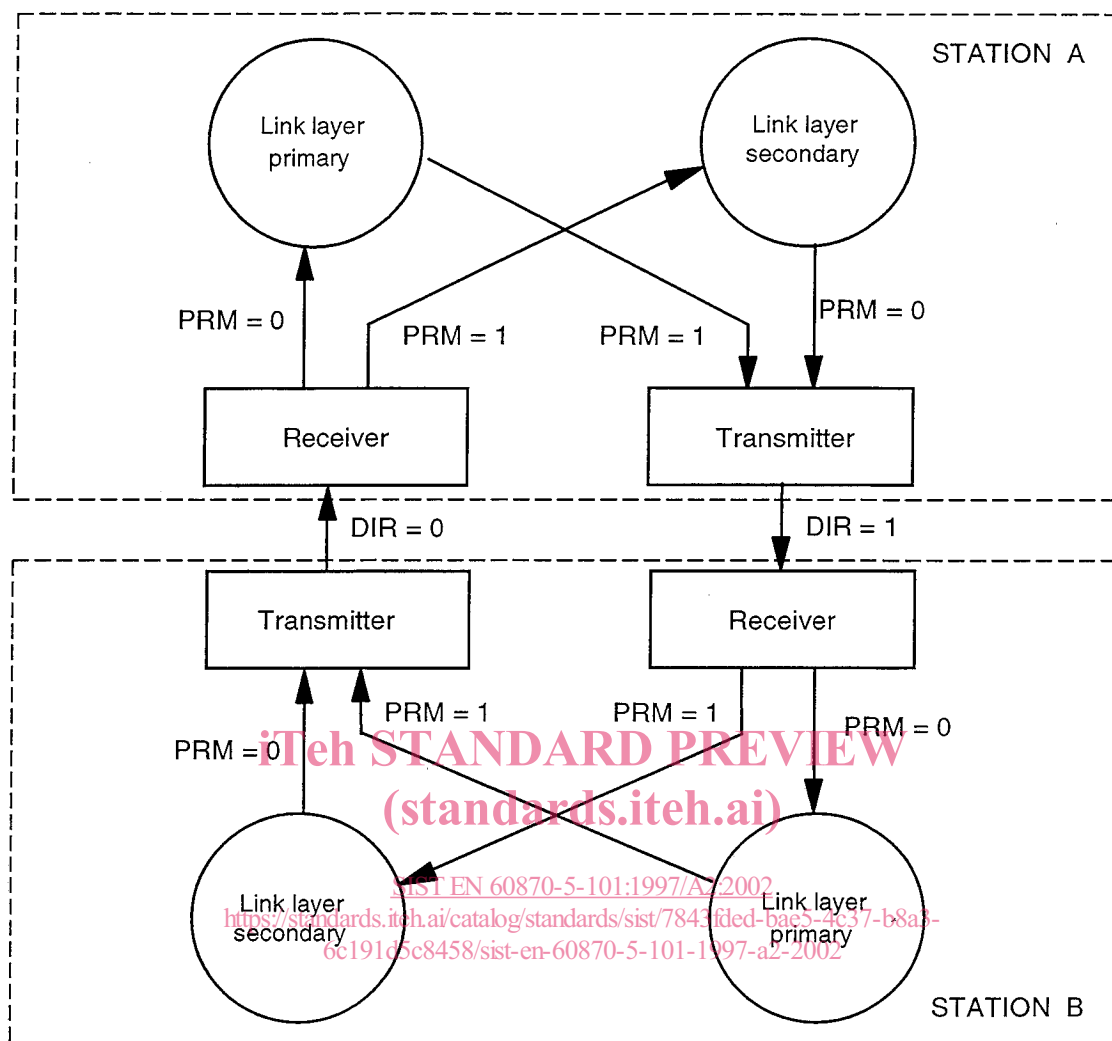 STATION A
Link layer
primary
Link layer
secondary
PRM = 0
PRM = 1
PRM = 1
PRM = 0
Receiver
Transmitter
DIR = 0
DIR = 1
Transmitter
Receiver
PRM = 0
PRM = 1
PRM = 1
PRM = 0
iTeh STANDARD PREVIEW
(standards.iteh.ai)
SIST EN 60870-5-101:1997/A2:2002
https://standards.iteh.ai/catalog/standards/sist/7843fded-bae5-4c37-b8a3-
6c191d5c8458/sist-en-60870-5-101-1997-a2-2002
Link layer
secondary
Link layer
primary
STATION B